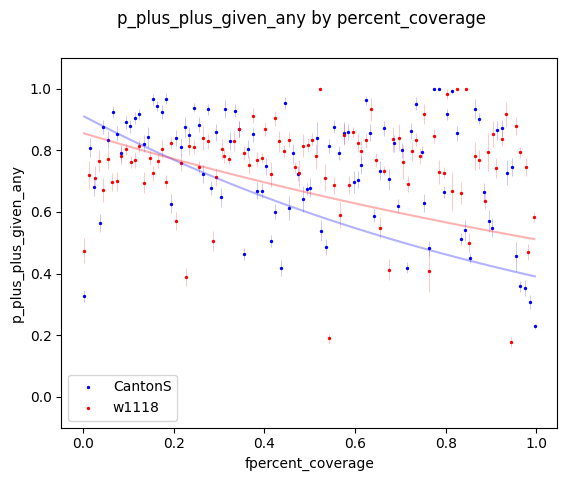 p_plus_plus_given_any by percent_coverage
p_plus_plus_given_any
1.0
0.8
0.6
0.4
0.2
0.0
CantonS
w1118
0.0 0.2 0.4 0.6 0.8 1.0
fpercent_coverage